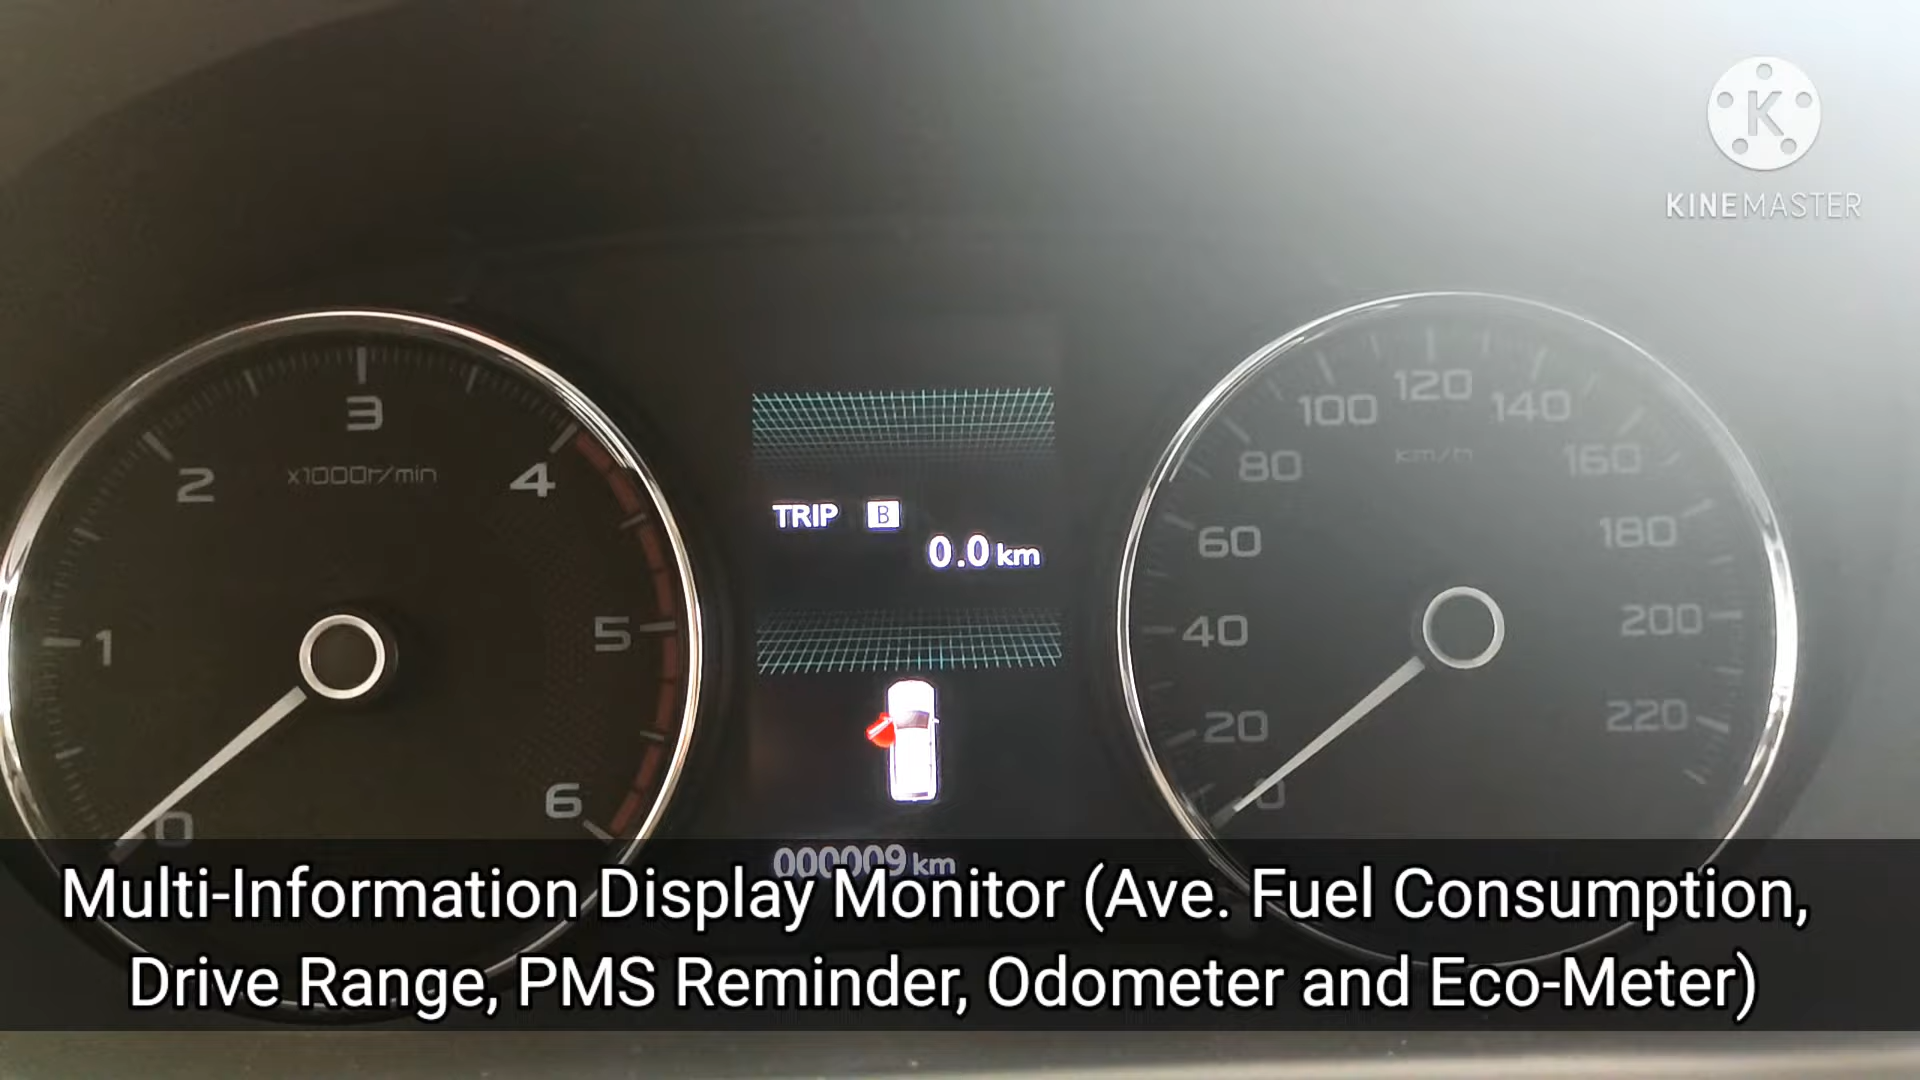 KINEMASTER
3
2
4
x1000r/min
1
5
6
0
TRIP B
0.0 km
000009 km
120
100
140
80
160
km/h
60
180
40
200
20
220
0
Multi-Information Display Monitor (Ave. Fuel Consumption,
Drive Range, PMS Reminder, Odometer and Eco-Meter)